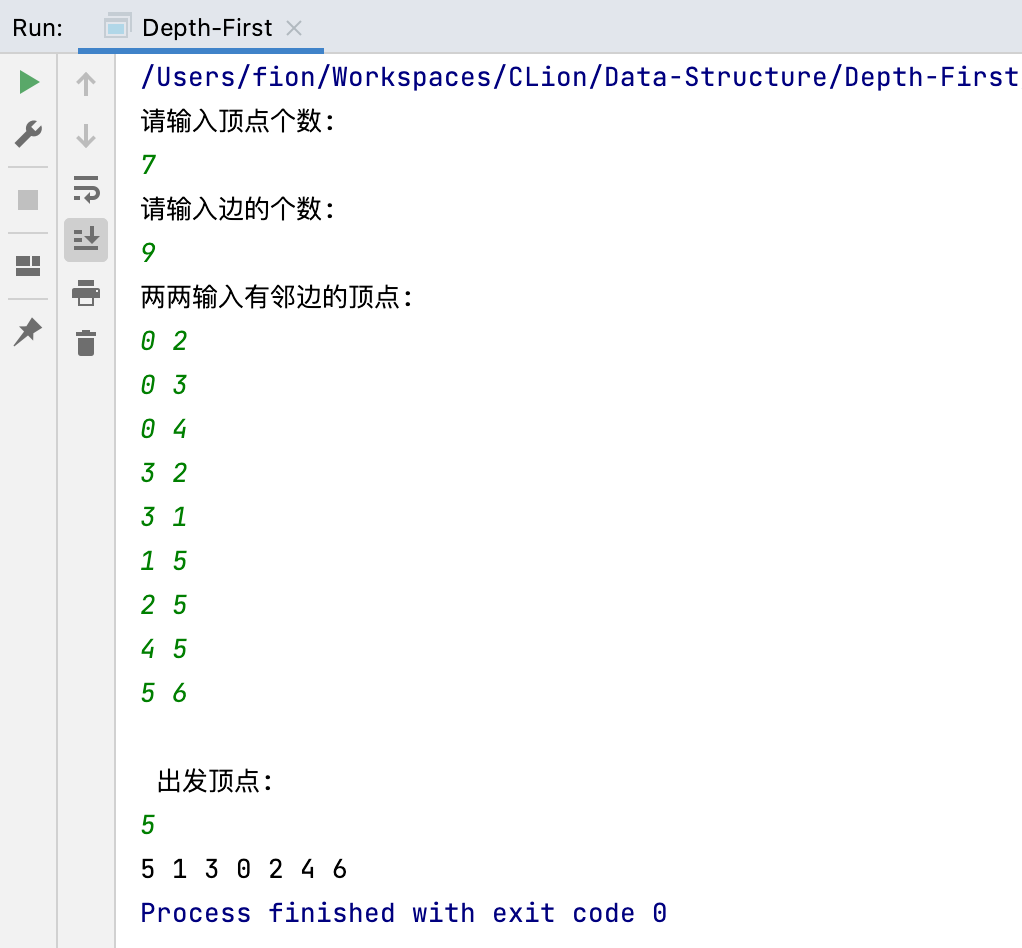 Run: Depth-First
/Users/fion/Workspaces/CLion/Data-Structure/Depth-First
请输入顶点个数:
7
请输入边的个数:
9
两两输入有邻边的顶点:
0 2
0 3
0 4
3 2
3 1
1 5
2 5
4 5
5 6
出发顶点:
5
5 1 3 0 2 4 6
Process finished with exit code 0